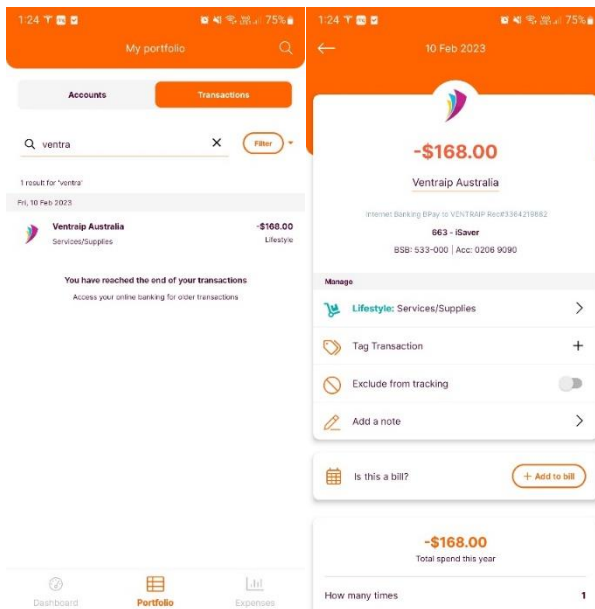 1:24
75%
My portfolio
Accounts
Transactions
ventra
Filter
1 result for 'ventra'
Fri, 10 Feb 2023
Ventraip Australia
-$168.00
Services/Supplies
Lifestyle
You have reached the end of your transactions
Access your online banking for older transactions
Dashboard
Portfolio
Expenses
1:24
75%
10 Feb 2023
-$168.00
Ventraip Australia
Internet Banking BPay to VENTRAIP Rec#3364219862
663 - iSaver
BSB: 533-000 | Acc: 0206 9090
Manage
Lifestyle: Services/Supplies
Tag Transaction
Exclude from tracking
Add a note
Is this a bill?
+ Add to bill
-$168.00
Total spend this year
How many times
1